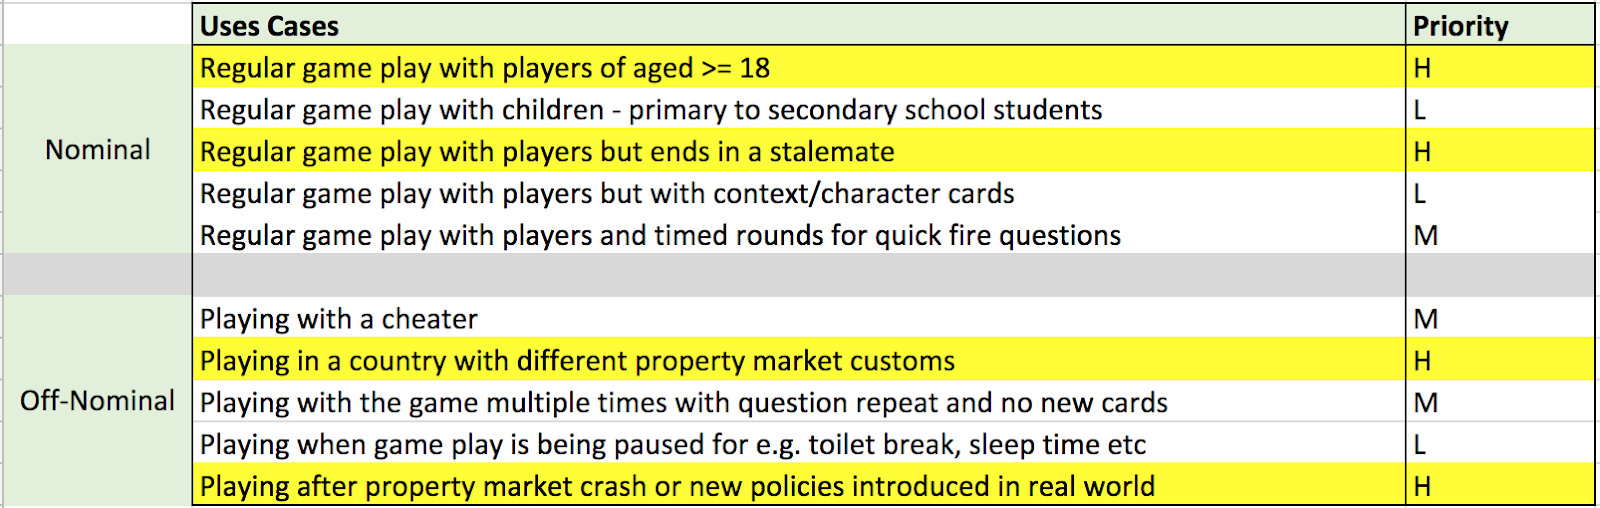 Uses Cases Priority
Regular game play with players of aged >= 18 H
Regular game play with children - primary to secondary school students L
Nominal Regular game play with players but ends in a stalemate H
Regular game play with players but with context/character cards L
Regular game play with players and timed rounds for quick fire questions M
Playing with a cheater M
Playing in a country with different property market customs H
Off-Nominal Playing with the game multiple times with question repeat and no new cards M
Playing when game play is being paused for e.g. toilet break, sleep time etc L
Playing after property market crash or new policies introduced in real world H